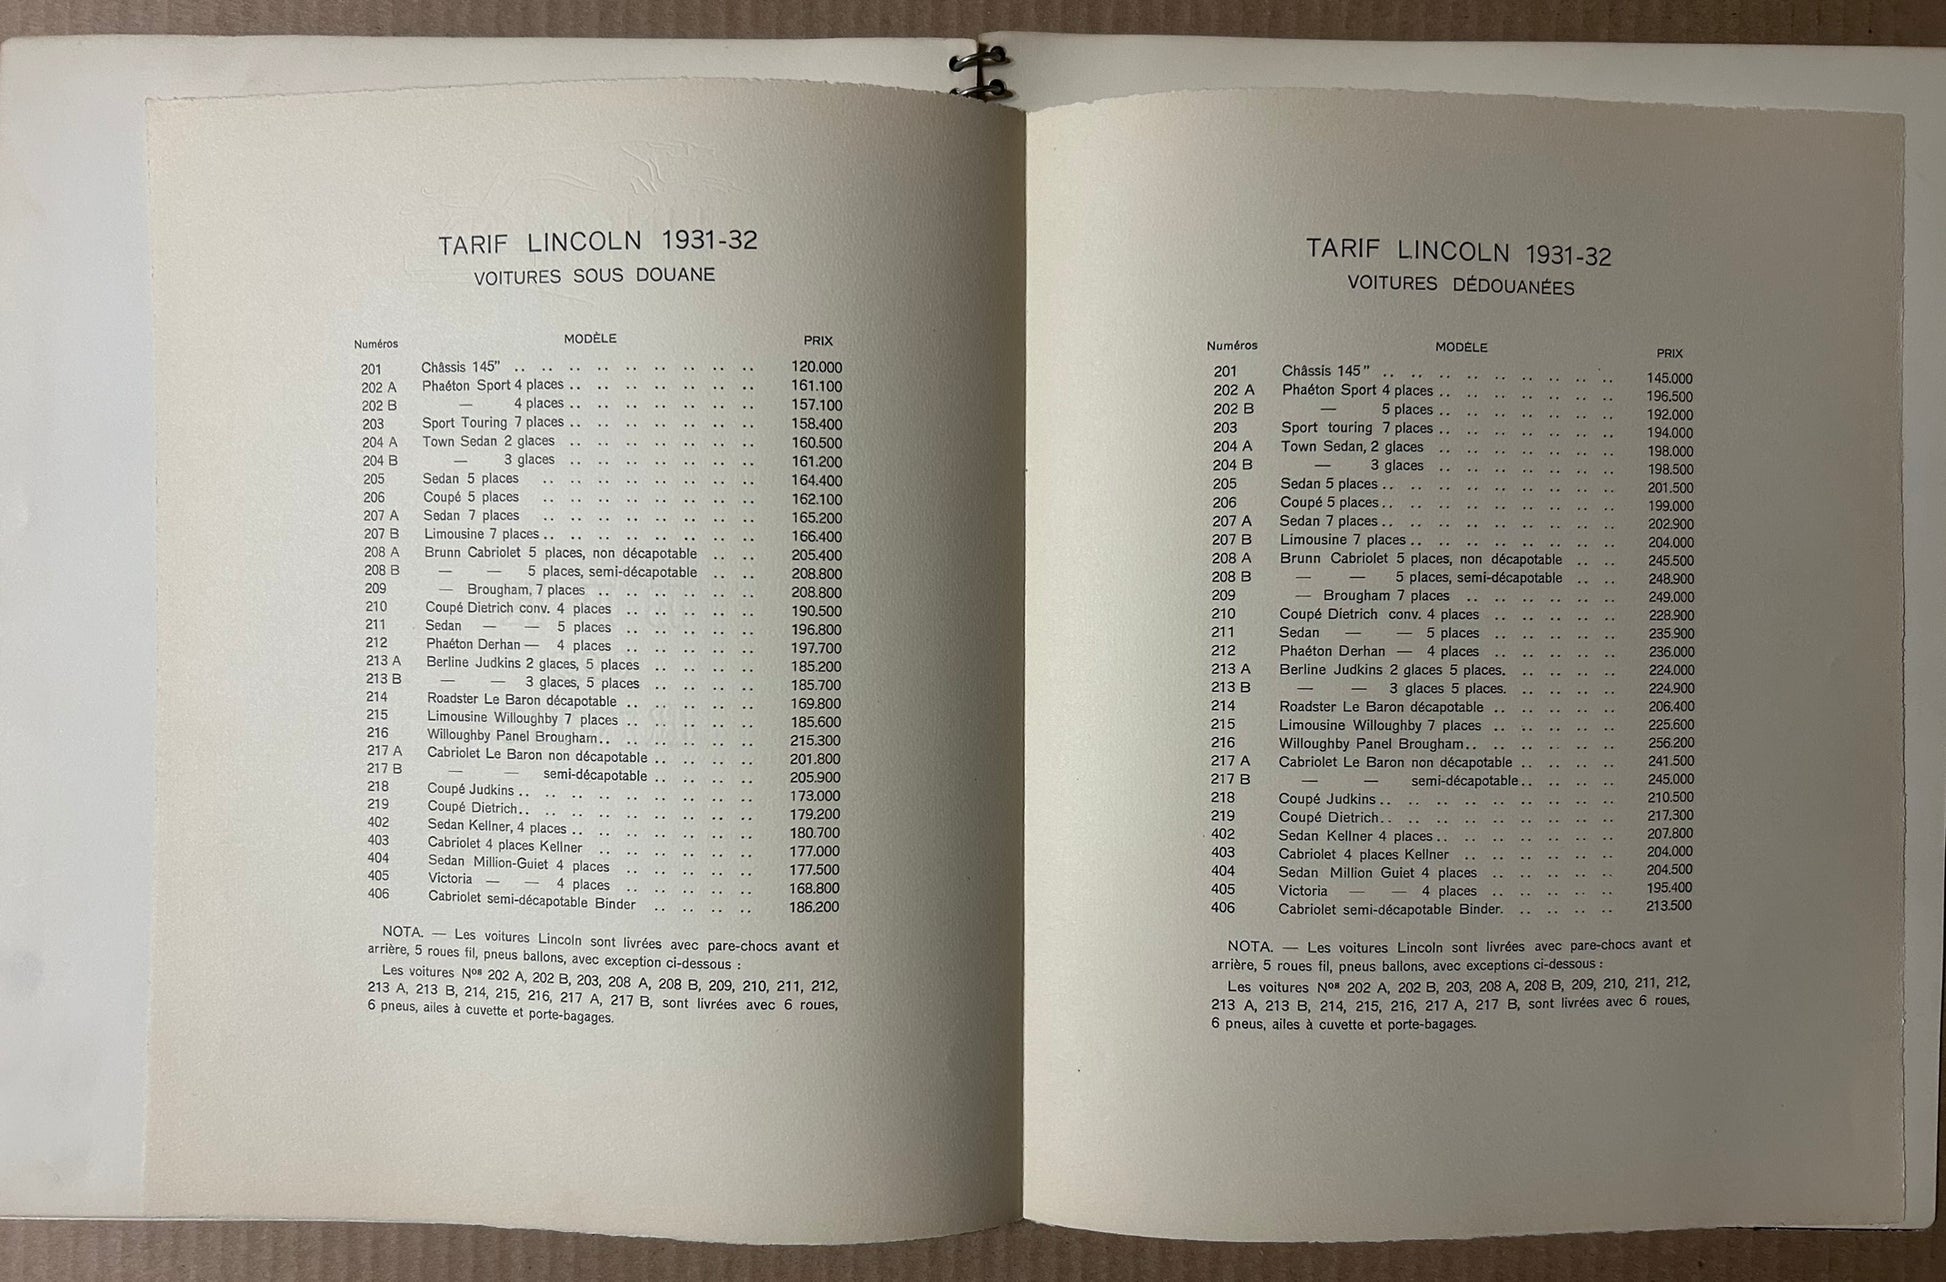 TARIF LINCOLN 1931-32
VOITURES SOUS DOUANE
Numéros MODÈLE PRIX
201 Châssis 145" .. .. .. .. .. .. .. .. .. 120.000
202 A Phaéton Sport 4 places .. .. .. .. .. .. .. 161.100
202 B — 4 places .. .. .. .. .. .. .. 157.100
203 Sport Touring 7 places .. .. .. .. .. .. .. 158.400
204 A Town Sedan 2 glaces .. .. .. .. .. .. .. 160.500
204 B — 3 glaces .. .. .. .. .. .. .. 161.200
205 Sedan 5 places .. .. .. .. .. .. .. .. 164.400
206 Coupé 5 places .. .. .. .. .. .. .. .. 162.100
207 A Sedan 7 places .. .. .. .. .. .. .. .. 165.200
207 B Limousine 7 places .. .. .. .. .. .. .. .. 166.400
208 A Brunn Cabriolet 5 places, non décapotable .. .. 205.400
208 B — — 5 places, semi-décapotable .. .. 208.800
209 — Brougham, 7 places .. .. .. .. .. .. 208.800
210 Coupé Dietrich conv. 4 places .. .. .. .. .. 190.500
211 Sedan — — 5 places .. .. .. .. .. 196.800
212 Phaéton Derhan — 4 places .. .. .. .. .. 197.700
213 A Berline Judkins 2 glaces, 5 places .. .. .. .. 185.200
213 B — — 3 glaces, 5 places .. .. .. .. 185.700
214 Roadster Le Baron décapotable .. .. .. .. .. 169.800
215 Limousine Willoughby 7 places .. .. .. .. .. 185.600
216 Willoughby Panel Brougham .. .. .. .. .. .. 215.300
217 A Cabriolet Le Baron non décapotable .. .. .. .. 201.800
217 B — — semi-décapotable .. .. .. .. 205.900
218 Coupé Judkins .. .. .. .. .. .. .. .. .. 173.000
219 Coupé Dietrich .. .. .. .. .. .. .. .. .. 179.200
402 Sedan Kellner, 4 places .. .. .. .. .. .. .. 180.700
403 Cabriolet 4 places Kellner .. .. .. .. .. .. 177.000
404 Sedan Million-Guiet 4 places .. .. .. .. .. 177.500
405 Victoria — — 4 places .. .. .. .. .. 168.800
406 Cabriolet semi-décapotable Binder .. .. .. .. 186.200
NOTA. — Les voitures Lincoln sont livrées avec pare-chocs avant et
arrière, 5 roues fil, pneus ballons, avec exception ci-dessous :
Les voitures Nos 202 A, 202 B, 203, 208 A, 208 B, 209, 210, 211, 212,
213 A, 213 B, 214, 215, 216, 217 A, 217 B, sont livrées avec 6 roues,
6 pneus, ailes à cuvette et porte-bagages.
TARIF LINCOLN 1931-32
VOITURES DÉDOUANÉES
Numéros MODÈLE PRIX
201 Châssis 145" .. .. .. .. .. .. .. .. .. 145.000
202 A Phaéton Sport 4 places .. .. .. .. .. .. .. 196.500
202 B — 5 places .. .. .. .. .. .. .. 192.000
203 Sport touring 7 places .. .. .. .. .. .. .. 194.000
204 A Town Sedan, 2 glaces .. .. .. .. .. .. .. 198.000
204 B — 3 glaces .. .. .. .. .. .. .. 198.500
205 Sedan 5 places .. .. .. .. .. .. .. .. .. 201.500
206 Coupé 5 places .. .. .. .. .. .. .. .. .. 199.000
207 A Sedan 7 places .. .. .. .. .. .. .. .. .. 202.900
207 B Limousine 7 places .. .. .. .. .. .. .. .. 204.000
208 A Brunn Cabriolet 5 places, non décapotable .. .. 245.500
208 B — — 5 places, semi-décapotable .. .. 248.900
209 — Brougham 7 places .. .. .. .. .. .. 249.000
210 Coupé Dietrich conv. 4 places .. .. .. .. .. 228.900
211 Sedan — — 5 places .. .. .. .. .. 235.900
212 Phaéton Derhan — 4 places .. .. .. .. .. 236.000
213 A Berline Judkins 2 glaces 5 places. .. .. .. .. 224.000
213 B — — 3 glaces 5 places. .. .. .. .. 224.900
214 Roadster Le Baron décapotable .. .. .. .. .. 206.400
215 Limousine Willoughby 7 places .. .. .. .. .. 225.600
216 Willoughby Panel Brougham .. .. .. .. .. .. 256.200
217 A Cabriolet Le Baron non décapotable .. .. .. .. 241.500
217 B — — semi-décapotable .. .. .. .. 245.000
218 Coupé Judkins .. .. .. .. .. .. .. .. .. 210.500
219 Coupé Dietrich .. .. .. .. .. .. .. .. .. 217.300
402 Sedan Kellner 4 places .. .. .. .. .. .. .. 207.800
403 Cabriolet 4 places Kellner .. .. .. .. .. .. 204.000
404 Sedan Million Guiet 4 places .. .. .. .. .. 204.500
405 Victoria — — 4 places .. .. .. .. .. 195.400
406 Cabriolet semi-décapotable Binder. .. .. .. .. 213.500
NOTA. — Les voitures Lincoln sont livrées avec pare-chocs avant et
arrière, 5 roues fil, pneus ballons, avec exceptions ci-dessous :
Les voitures Nos 202 A, 202 B, 203, 208 A, 208 B, 209, 210, 211, 212,
213 A, 213 B, 214, 215, 216, 217 A, 217 B, sont livrées avec 6 roues,
6 pneus, ailes à cuvette et porte-bagages.